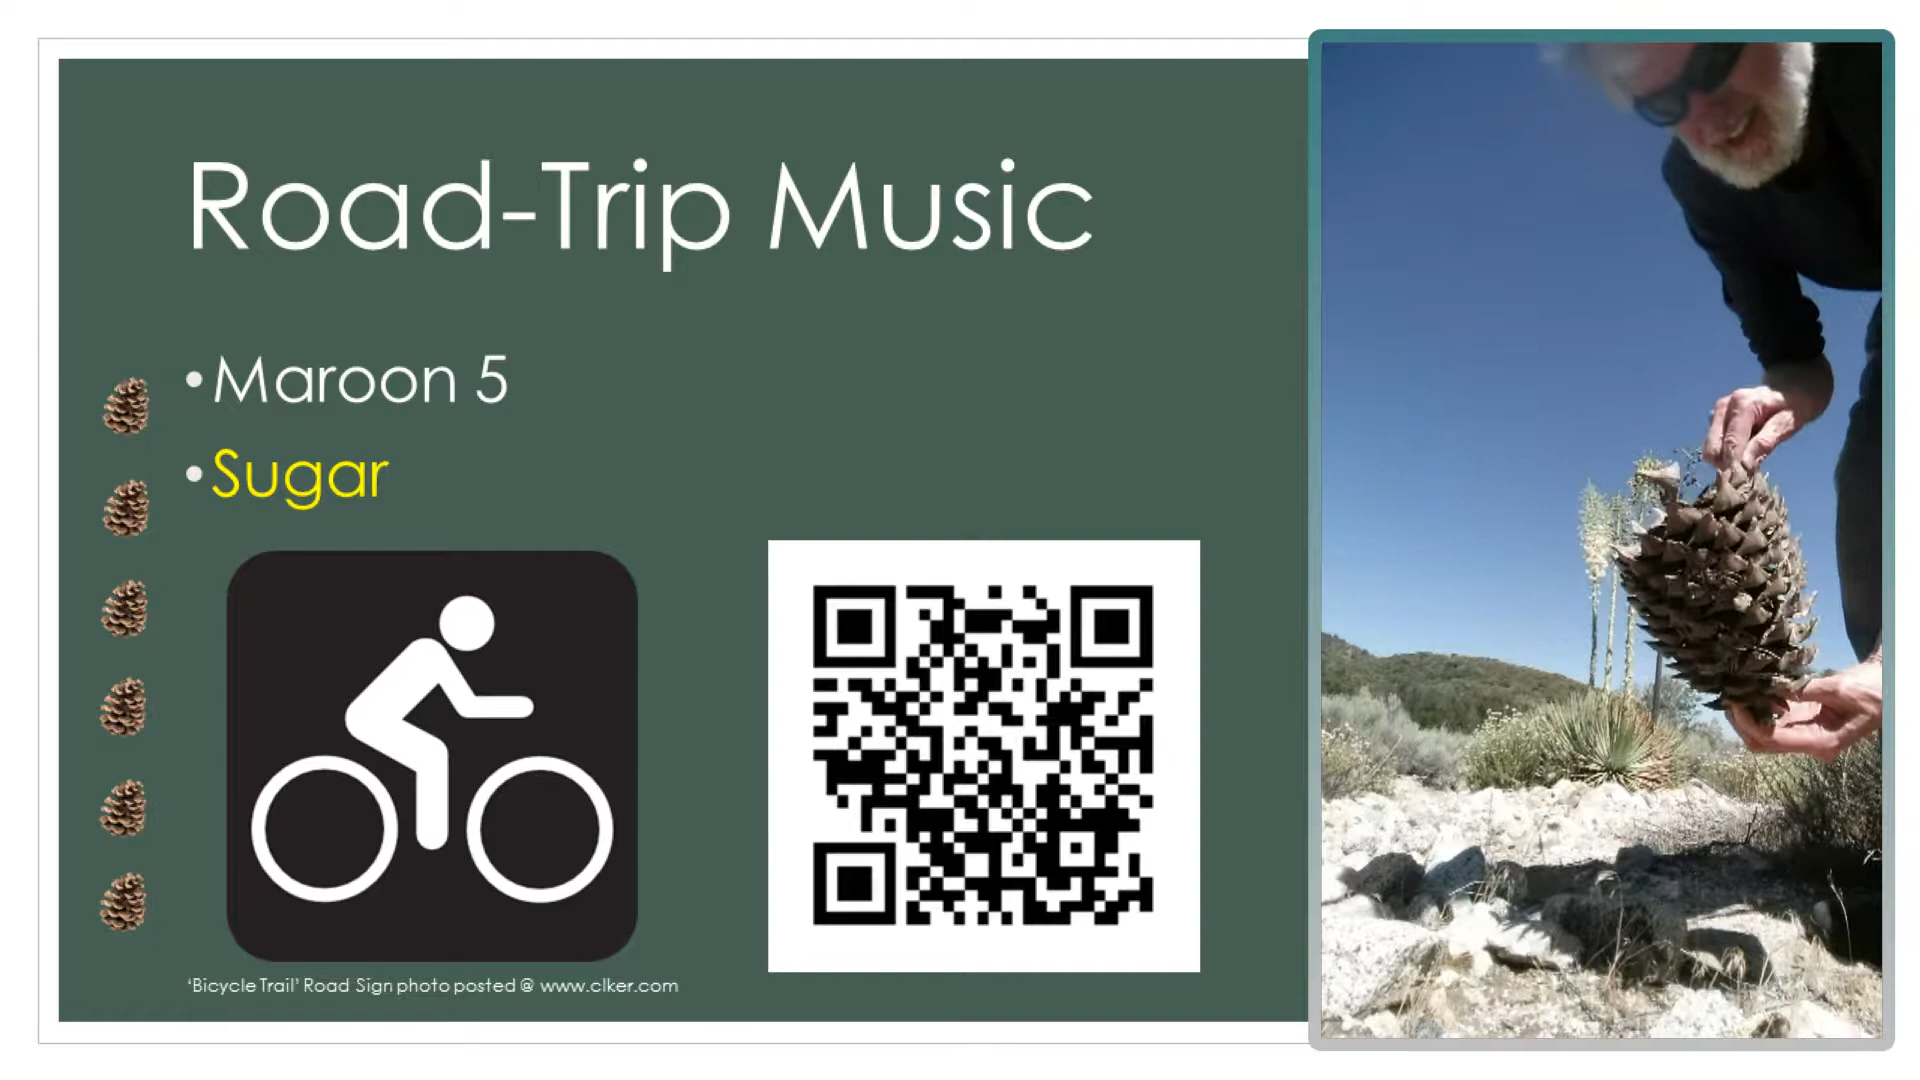 Road-Trip Music
•Maroon 5
•Sugar
'Bicycle Trail' Road Sign photo posted @ www.clker.com